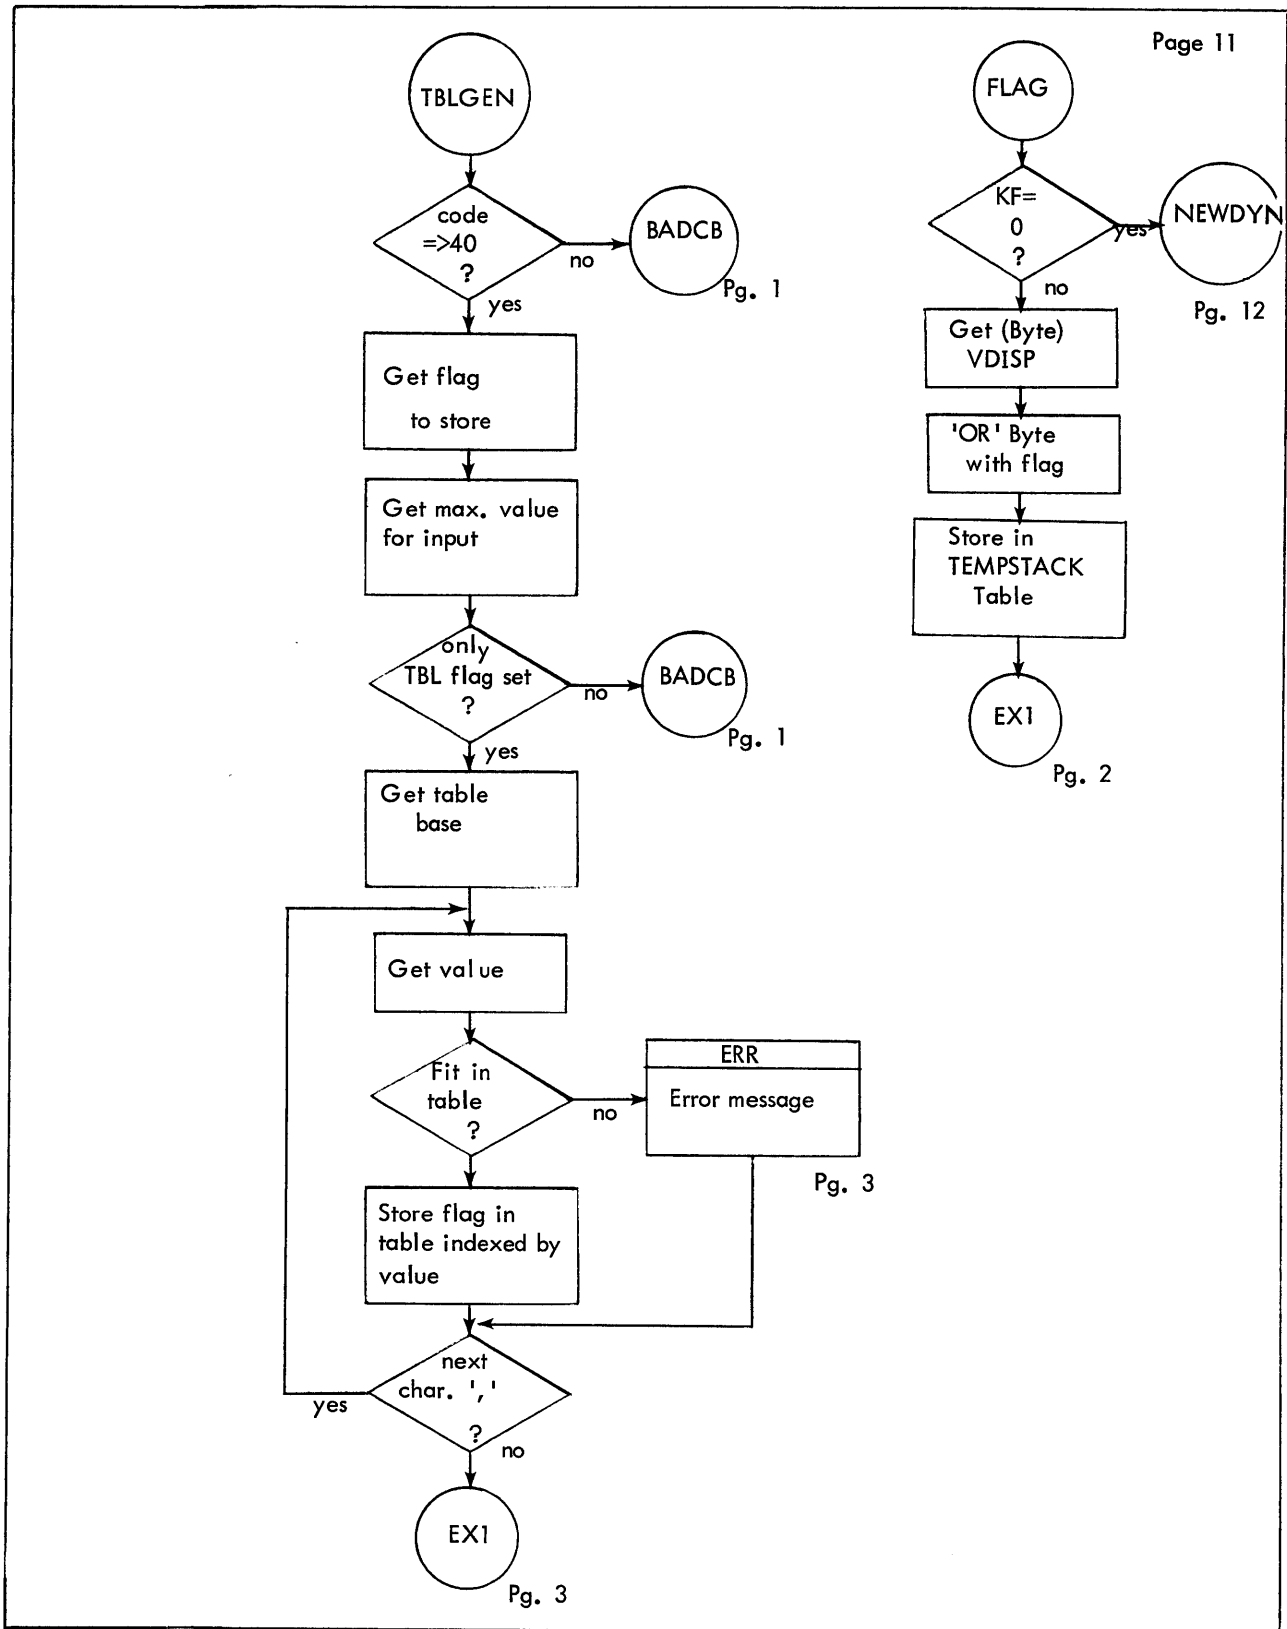 Page 11
TBLGEN
code
=>40
?
no
BADCB
Pg. 1
yes
Get flag
to store
Get max. value
for input
only
TBL flag set
?
no
BADCB
Pg. 1
yes
Get table
base
Get value
Fit in
table
?
no
ERR
Error message
Pg. 3
Store flag in
table indexed by
value
next
char. ','
?
yes
no
EX1
Pg. 3
FLAG
KF=
0
?
yes
NEWDYN
Pg. 12
no
Get (Byte)
VDISP
'OR' Byte
with flag
Store in
TEMPSTACK
Table
EX1
Pg. 2